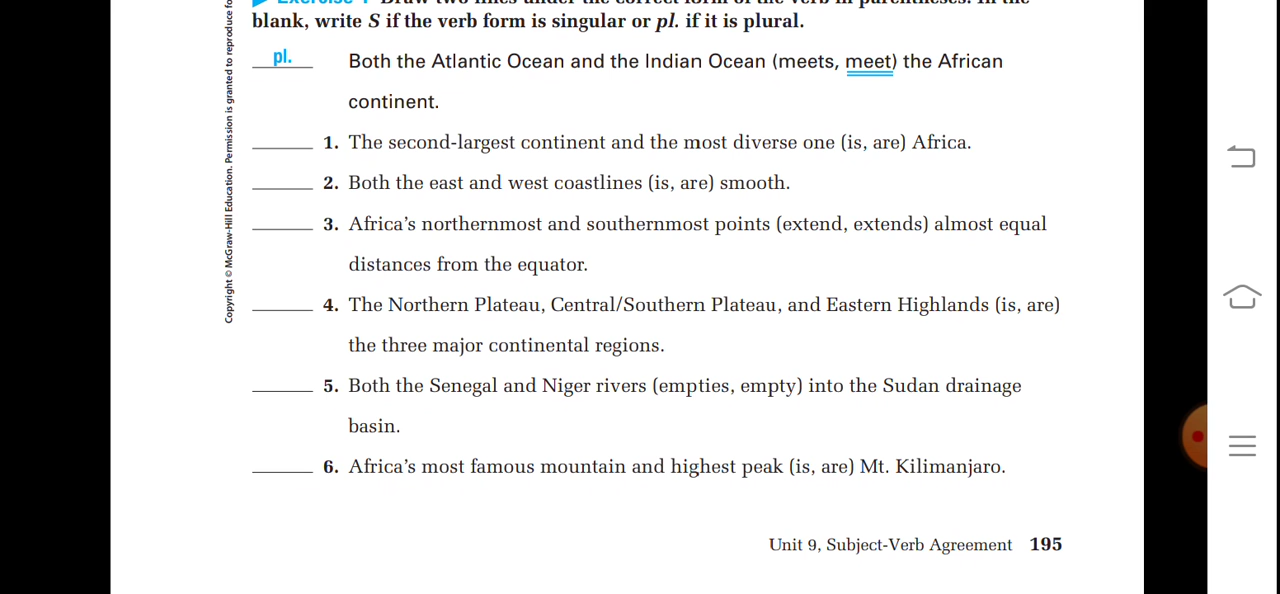 blank, write S if the verb form is singular or pl. if it is plural.
pl. Both the Atlantic Ocean and the Indian Ocean (meets, meet) the African
continent.
1. The second-largest continent and the most diverse one (is, are) Africa.
2. Both the east and west coastlines (is, are) smooth.
3. Africa's northernmost and southernmost points (extend, extends) almost equal
distances from the equator.
4. The Northern Plateau, Central/Southern Plateau, and Eastern Highlands (is, are)
the three major continental regions.
5. Both the Senegal and Niger rivers (empties, empty) into the Sudan drainage
basin.
6. Africa's most famous mountain and highest peak (is, are) Mt. Kilimanjaro.
Unit 9, Subject-Verb Agreement 195
Copyright © McGraw-Hill Education. Permission is granted to reproduce